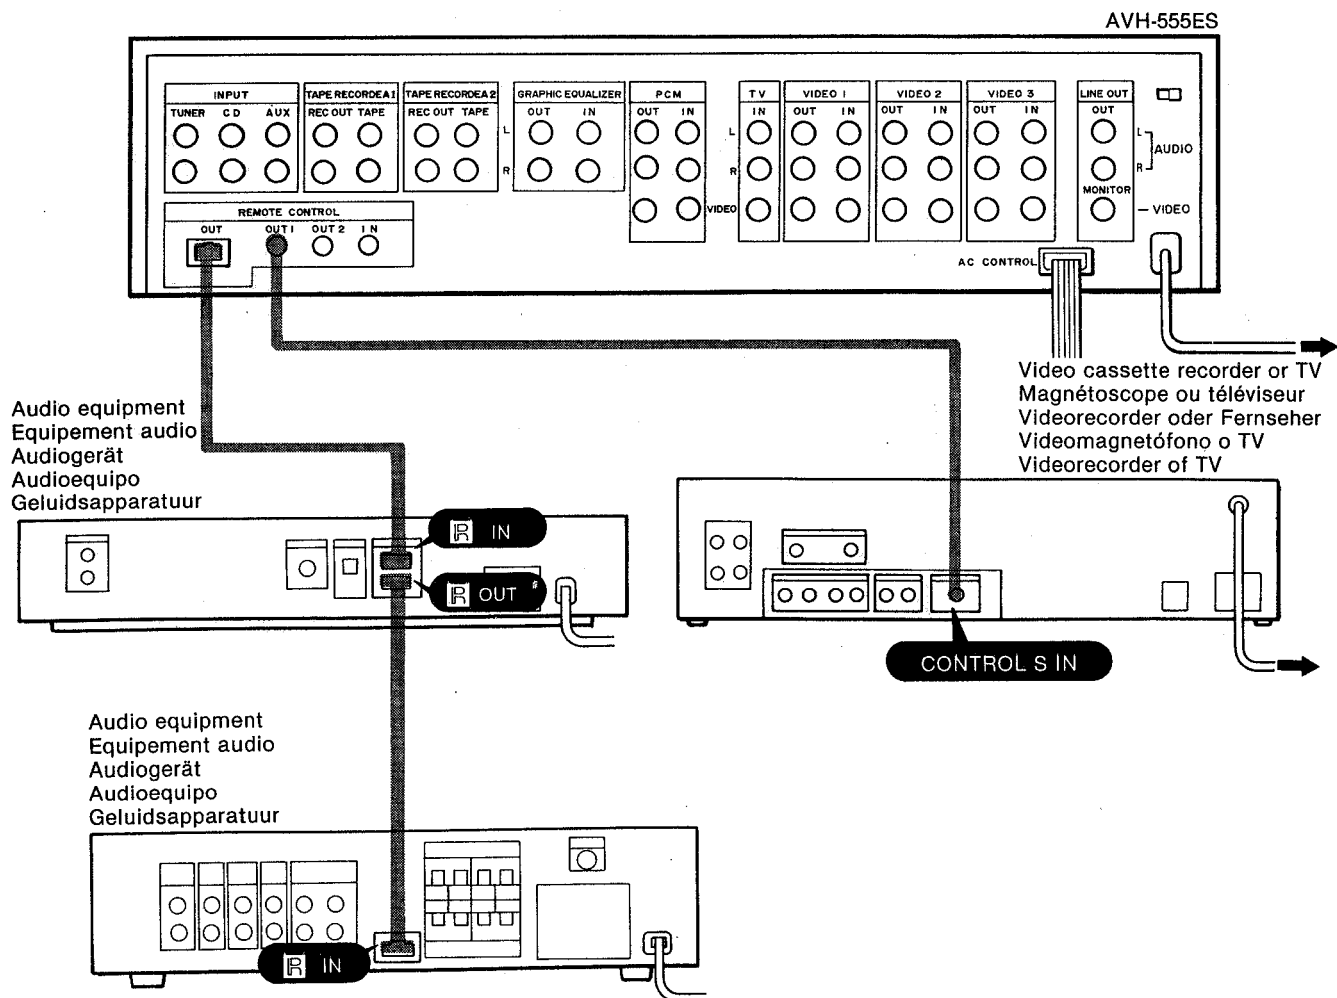 AVH-555ES
INPUT
TUNER CD AUX
TAPE RECORDEA1
REC OUT TAPE
TAPE RECORDEA2
REC OUT TAPE
GRAPHIC EQUALIZER
OUT IN
L
R
PCM
OUT IN
TV
IN
L
R
VIDEO
VIDEO 1
OUT IN
VIDEO 2
OUT IN
VIDEO 3
OUT IN
LINE OUT
OUT
L
R
AUDIO
MONITOR
— VIDEO
REMOTE CONTROL
OUT OUT 1 OUT 2 IN
AC CONTROL
Video cassette recorder or TV
Magnétoscope ou téléviseur
Videorecorder oder Fernseher
Videomagnetófono o TV
Videorecorder of TV
Audio equipment
Equipement audio
Audiogerät
Audioequipo
Geluidsapparatuur
R IN
R OUT
CONTROL S IN
Audio equipment
Equipement audio
Audiogerät
Audioequipo
Geluidsapparatuur
R IN